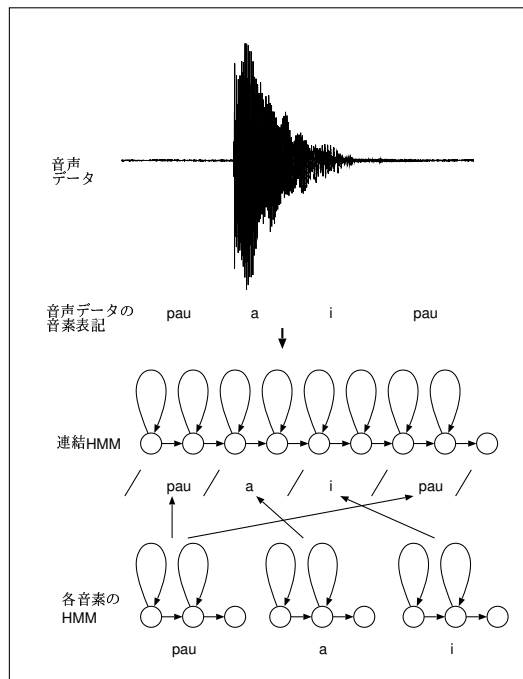 音声
データ
音声データの
音素表記
pau a i pau
連結HMM
pau a i pau
各音素の
HMM
pau a i